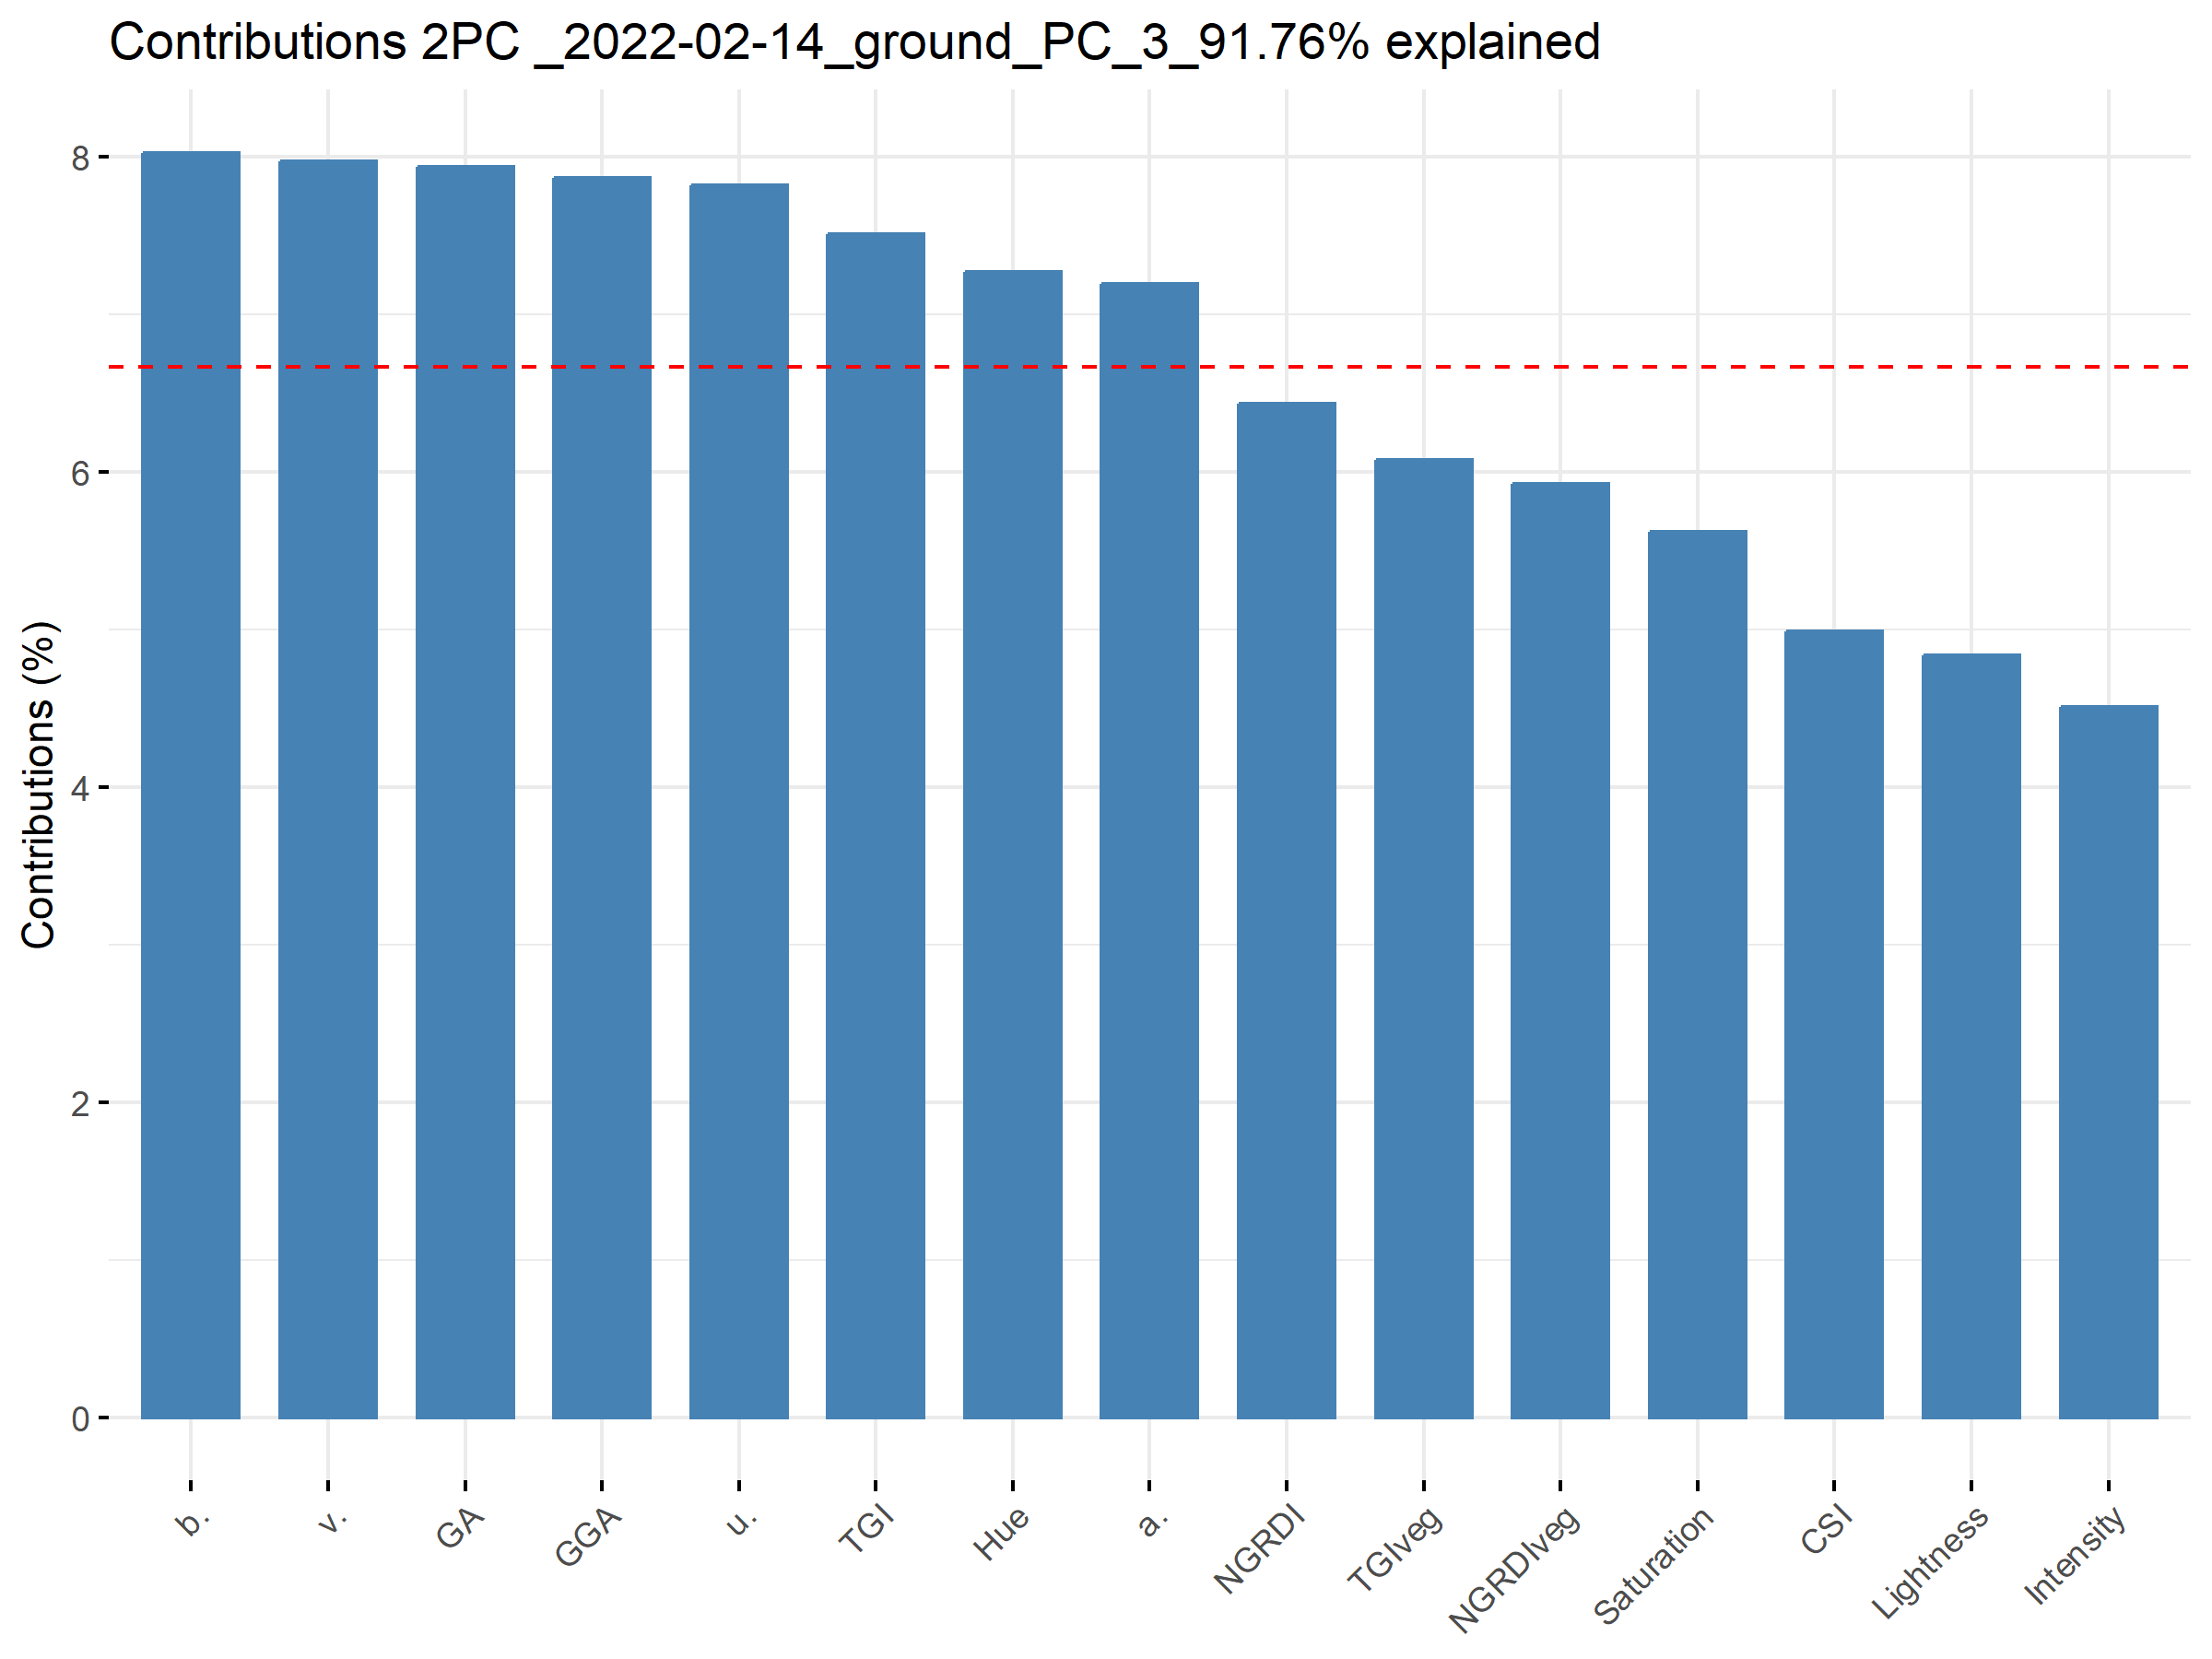 Contributions 2PC _2022-02-14_ground_PC_3_91.76% explained
Contributions (%)
8
6
4
2
0
b.
v.
GA
GGA
u.
TGI
Hue
a.
NGRDI
TGIveg
NGRDIveg
Saturation
CSI
Lightness
Intensity